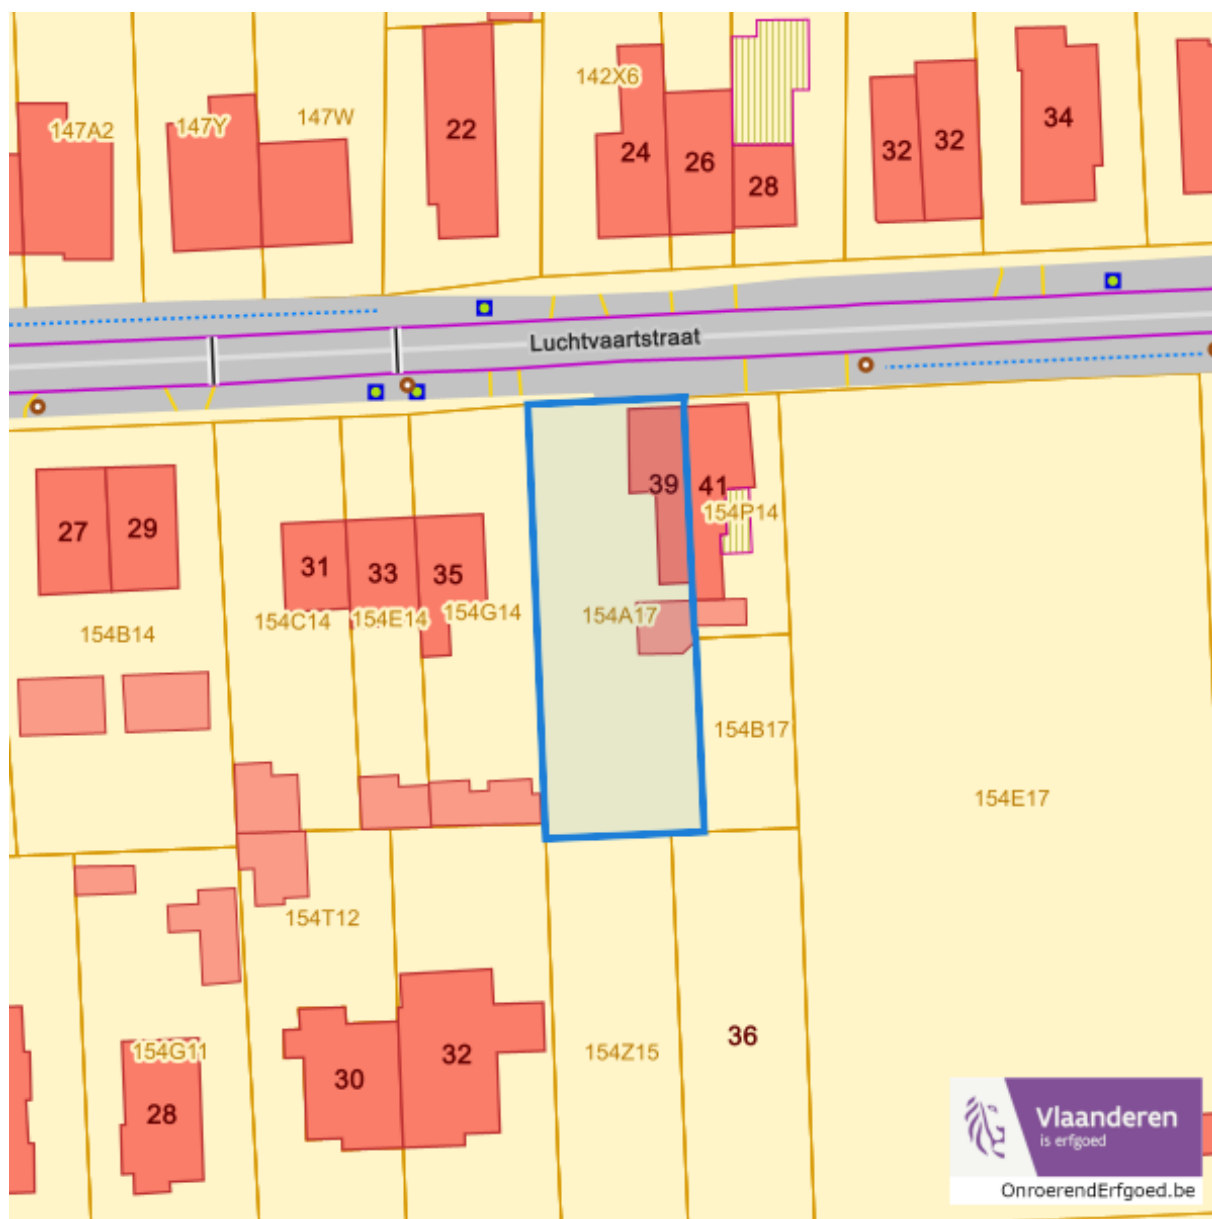 142X6
147A2
147Y
147W
22
24
26
28
32
32
34
Luchtvaartstraat
27
29
31
33
35
39
41
154P14
154B14
154C14
154E14
154G14
154A17
154B17
154E17
154T12
154G11
28
30
32
154Z15
36
Vlaanderen
is erfgoed
OnroerendErfgoed.be